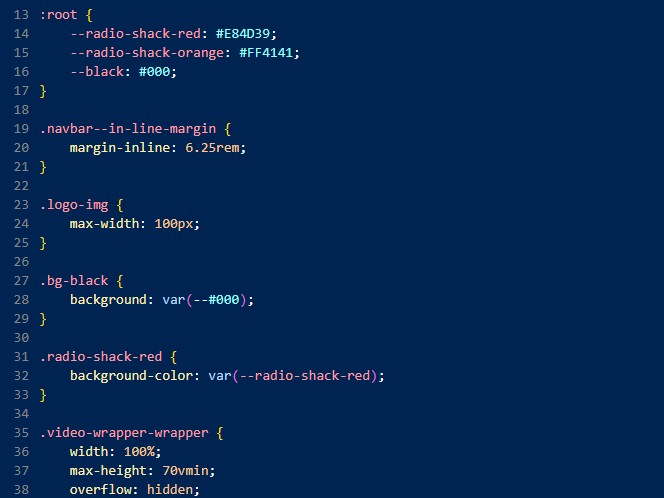 13 :root {
14     --radio-shack-red: #E84D39;
15     --radio-shack-orange: #FF4141;
16     --black: #000;
17 }
18
19 .navbar--in-line-margin {
20     margin-inline: 6.25rem;
21 }
22
23 .logo-img {
24     max-width: 100px;
25 }
26
27 .bg-black {
28     background: var(--#000);
29 }
30
31 .radio-shack-red {
32     background-color: var(--radio-shack-red);
33 }
34
35 .video-wrapper-wrapper {
36     width: 100%;
37     max-height: 70vmin;
38     overflow: hidden;